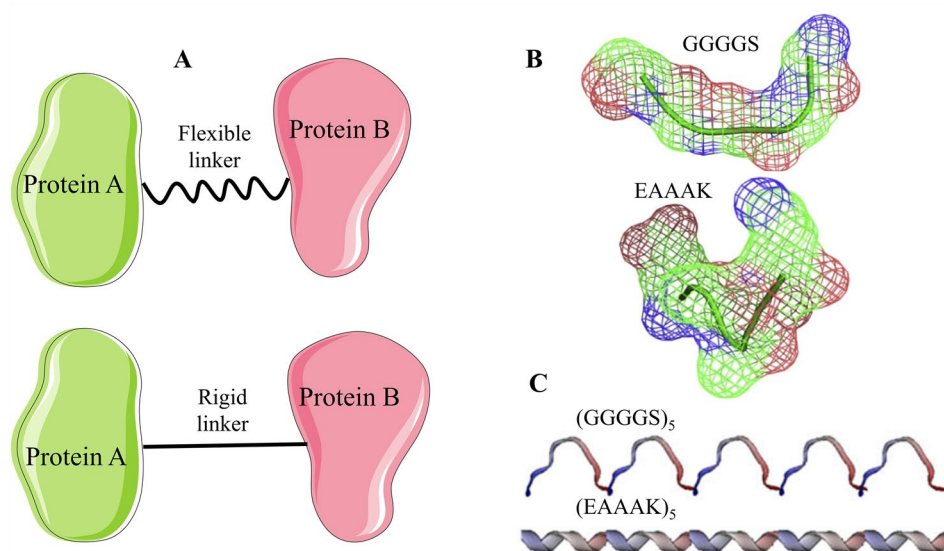 A
Flexible
linker
Protein A
Protein B
Rigid
linker
Protein A
Protein B
B
GGGGS
EAAAK
C
(GGGGS)5
(EAAAK)5